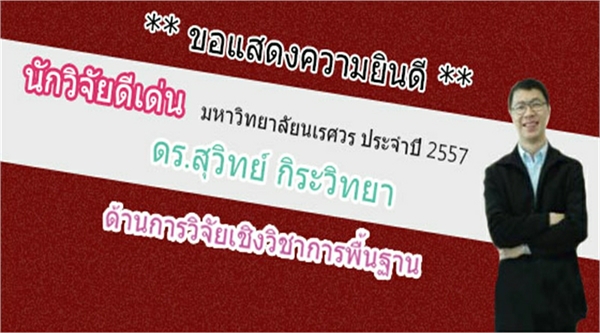 ** ขอแสดงความยินดี **
นักวิจัยดีเด่น มหาวิทยาลัยนเรศวร ประจำปี 2557
ดร.สุวิทย์ กิระวิทยา
ด้านการวิจัยเชิงวิชาการพื้นฐาน